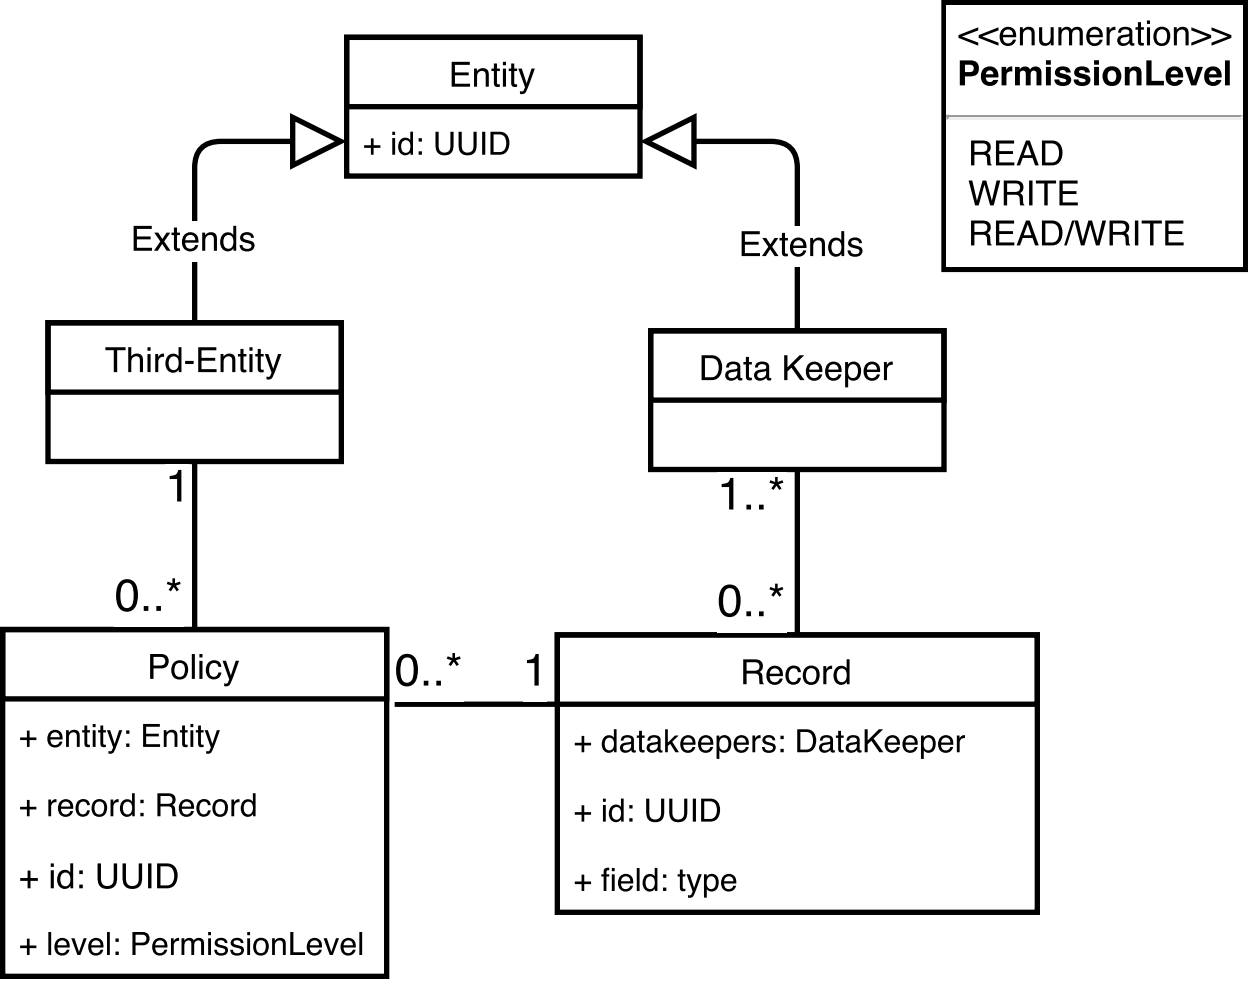 <<enumeration>>
PermissionLevel
READ
WRITE
READ/WRITE
Entity
+ id: UUID
Extends
Extends
Third-Entity
Data Keeper
1
1..*
0..*
0..*
Policy
+ entity: Entity
+ record: Record
+ id: UUID
+ level: PermissionLevel
0..*
1
Record
+ datakeepers: DataKeeper
+ id: UUID
+ field: type